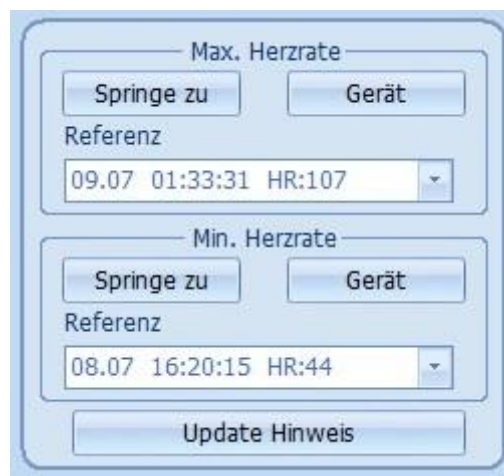 Max. Herzrate
Springe zu Gerät
Referenz
09.07 01:33:31 HR:107
Min. Herzrate
Springe zu Gerät
Referenz
08.07 16:20:15 HR:44
Update Hinweis